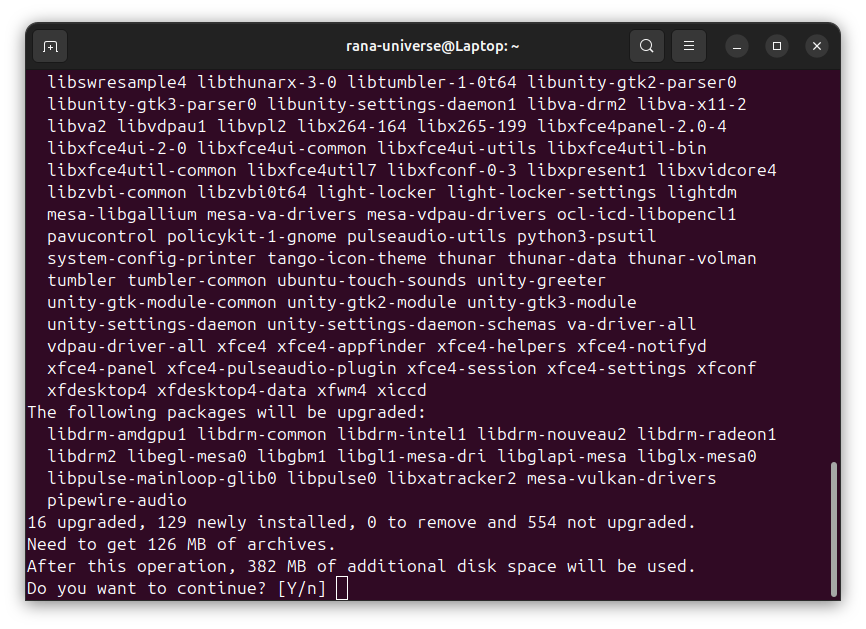 rana-universe@Laptop: ~
libswresample4 libthunarx-3-0 libtumbler-1-0t64 libunity-gtk2-parser0
libunity-gtk3-parser0 libunity-settings-daemon1 libva-drm2 libva-x11-2
libva2 libvdpau1 libvpl2 libx264-164 libx265-199 libxfce4panel-2.0-4
libxfce4ui-2-0 libxfce4ui-common libxfce4ui-utils libxfce4util-bin
libxfce4util-common libxfce4util7 libxfconf-0-3 libxpresent1 libxvidcore4
libzvbi-common libzvbi0t64 light-locker light-locker-settings lightdm
mesa-libgallium mesa-va-drivers mesa-vdpau-drivers ocl-icd-libopencl1
pavucontrol policykit-1-gnome pulseaudio-utils python3-psutil
system-config-printer tango-icon-theme thunar thunar-data thunar-volman
tumbler tumbler-common ubuntu-touch-sounds unity-greeter
unity-gtk-module-common unity-gtk2-module unity-gtk3-module
unity-settings-daemon unity-settings-daemon-schemas va-driver-all
vdpau-driver-all xfce4 xfce4-appfinder xfce4-helpers xfce4-notifyd
xfce4-panel xfce4-pulseaudio-plugin xfce4-session xfce4-settings xfconf
xfdesktop4 xfdesktop4-data xfwm4 xiccd
The following packages will be upgraded:
libdrm-amdgpu1 libdrm-common libdrm-intel1 libdrm-nouveau2 libdrm-radeon1
libdrm2 libegl-mesa0 libgbm1 libgl1-mesa-dri libglapi-mesa libglx-mesa0
libpulse-mainloop-glib0 libpulse0 libxatracker2 mesa-vulkan-drivers
pipewire-audio
16 upgraded, 129 newly installed, 0 to remove and 554 not upgraded.
Need to get 126 MB of archives.
After this operation, 382 MB of additional disk space will be used.
Do you want to continue? [Y/n]